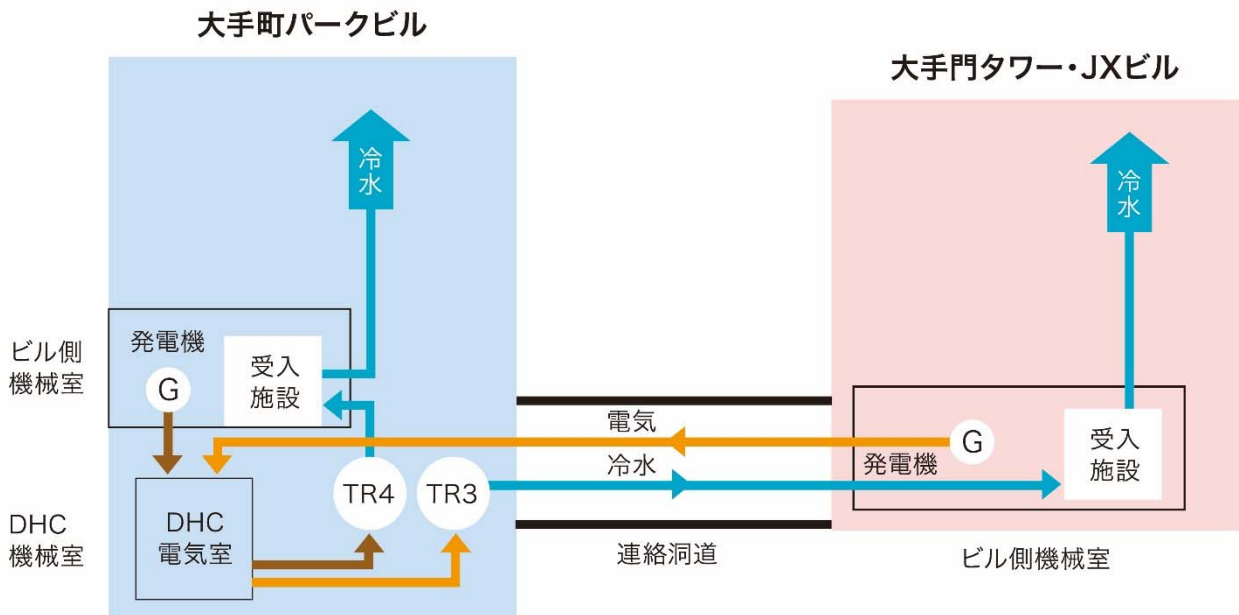 大手町パークビル
大手門タワー・JXビル
冷水
冷水
ビル側
機械室
発電機
G
受入
施設
電気
冷水
G
発電機
受入
施設
DHC
機械室
DHC
電気室
TR4
TR3
連絡洞道
ビル側機械室